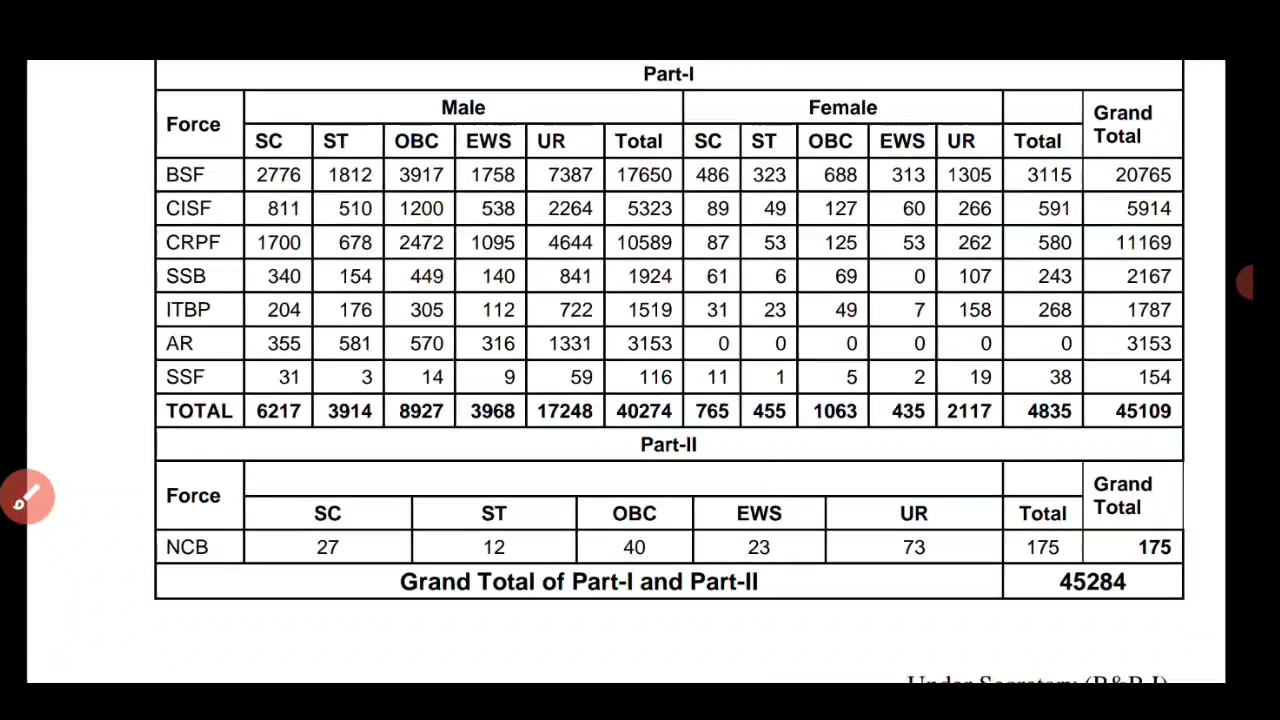 Part-I
Force Male Female Grand Total
SC ST OBC EWS UR Total SC ST OBC EWS UR Total
BSF 2776 1812 3917 1758 7387 17650 486 323 688 313 1305 3115 20765
CISF 811 510 1200 538 2264 5323 89 49 127 60 266 591 5914
CRPF 1700 678 2472 1095 4644 10589 87 53 125 53 262 580 11169
SSB 340 154 449 140 841 1924 61 6 69 0 107 243 2167
ITBP 204 176 305 112 722 1519 31 23 49 7 158 268 1787
AR 355 581 570 316 1331 3153 0 0 0 0 0 0 3153
SSF 31 3 14 9 59 116 11 1 5 2 19 38 154
TOTAL 6217 3914 8927 3968 17248 40274 765 455 1063 435 2117 4835 45109
Part-II
Force Grand Total
SC ST OBC EWS UR Total
NCB 27 12 40 23 73 175 175
Grand Total of Part-I and Part-II 45284
Under Secretary (R&R-I)